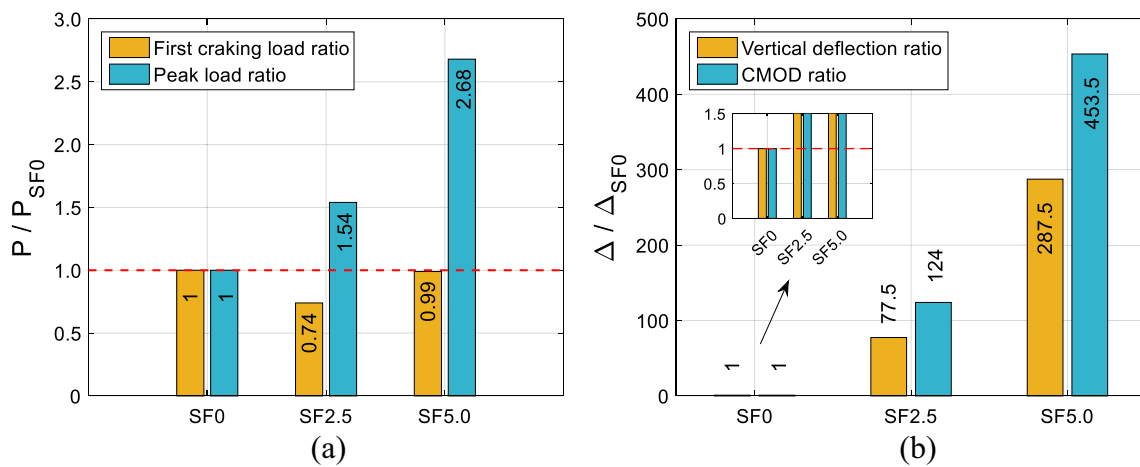 First craking load ratio
Peak load ratio
P / P_SF0
3.0
2.5
2.0
1.5
1.0
0.5
0
1
1
0.74
1.54
0.99
2.68
SF0
SF2.5
SF5.0
(a)
Vertical deflection ratio
CMOD ratio
Δ / Δ_SF0
500
400
300
200
100
0
1.5
1
0.5
0
SF0
SF2.5
SF5.0
1
1
77.5
124
287.5
453.5
SF0
SF2.5
SF5.0
(b)